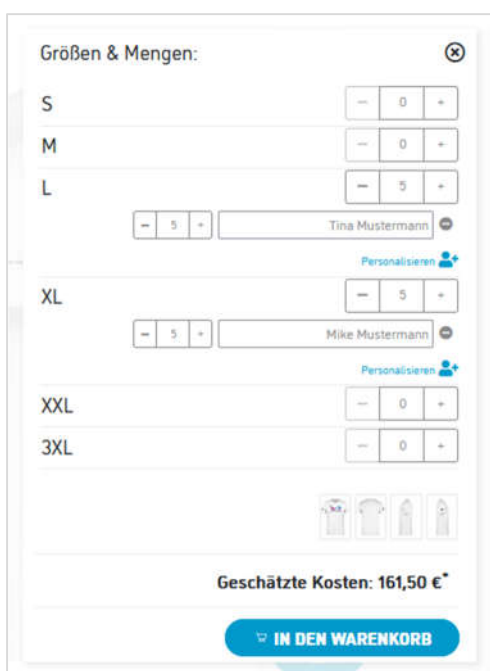 Größen & Mengen:
S − 0 +
M − 0 +
L − 5 +
− 5 + Tina Mustermann
Personalisieren
XL − 5 +
− 5 + Mike Mustermann
Personalisieren
XXL − 0 +
3XL − 0 +
Geschätzte Kosten: 161,50 €*
IN DEN WARENKORB